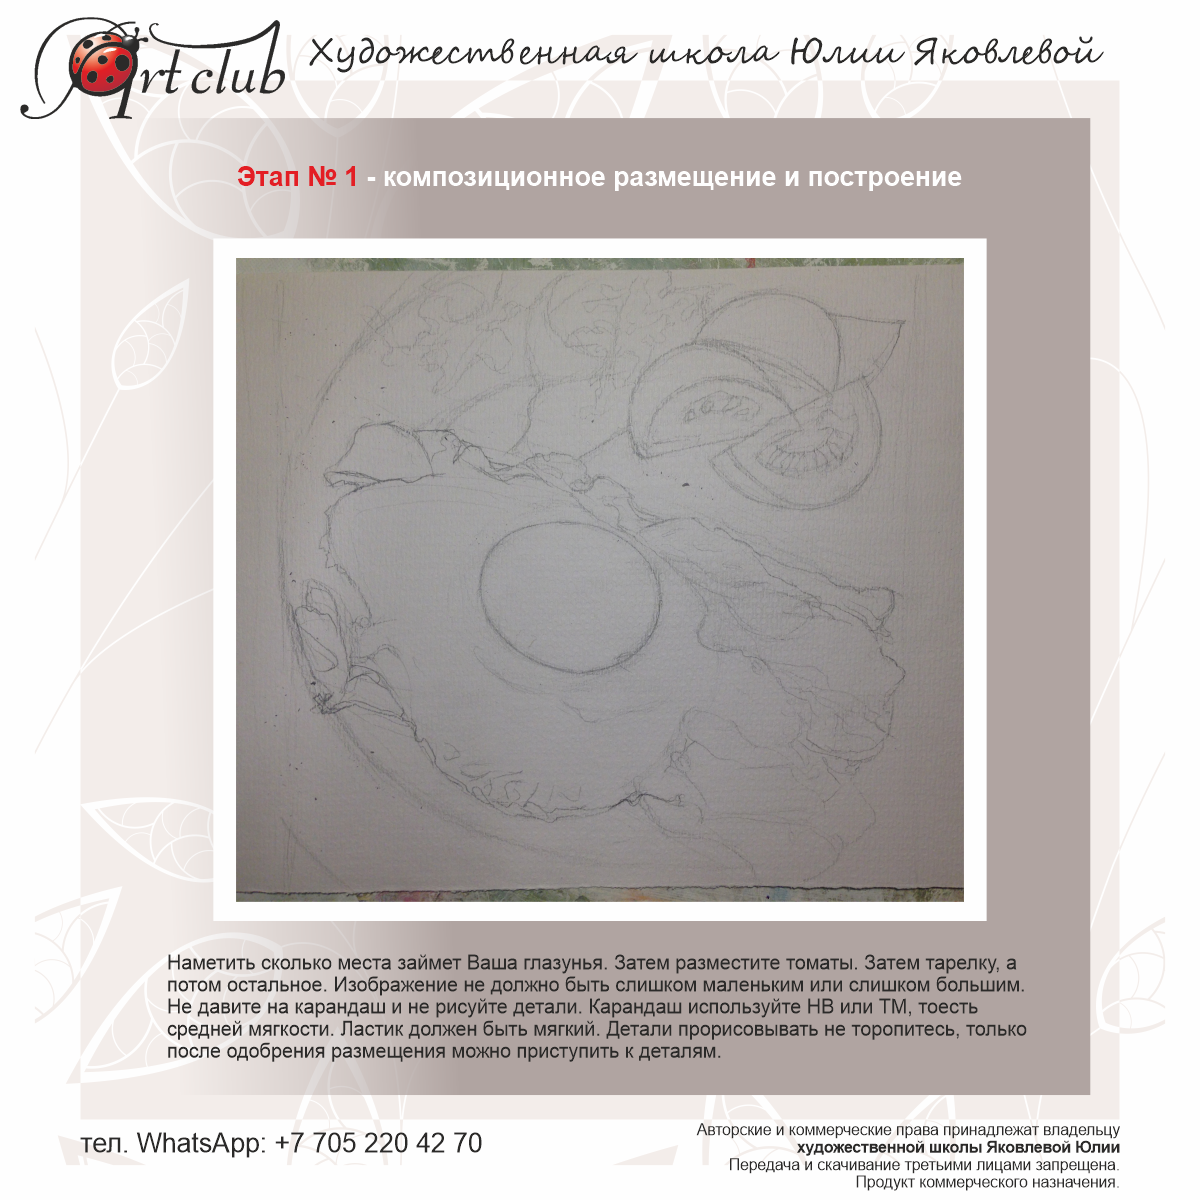 Art club
Художественная школа Юлии Яковлевой
Этап № 1 - композиционное размещение и построение
Наметить сколько места займет Ваша глазунья. Затем разместите томаты. Затем тарелку, а
потом остальное. Изображение не должно быть слишком маленьким или слишком большим.
Не давите на карандаш и не рисуйте детали. Карандаш используйте НВ или ТМ, тоесть
средней мягкости. Ластик должен быть мягкий. Детали прорисовывать не торопитесь, только
после одобрения размещения можно приступить к деталям.
тел. WhatsApp: +7 705 220 42 70
Авторские и коммерческие права принадлежат владельцу
художественной школы Яковлевой Юлии
Передача и скачивание третьими лицами запрещена.
Продукт коммерческого назначения.